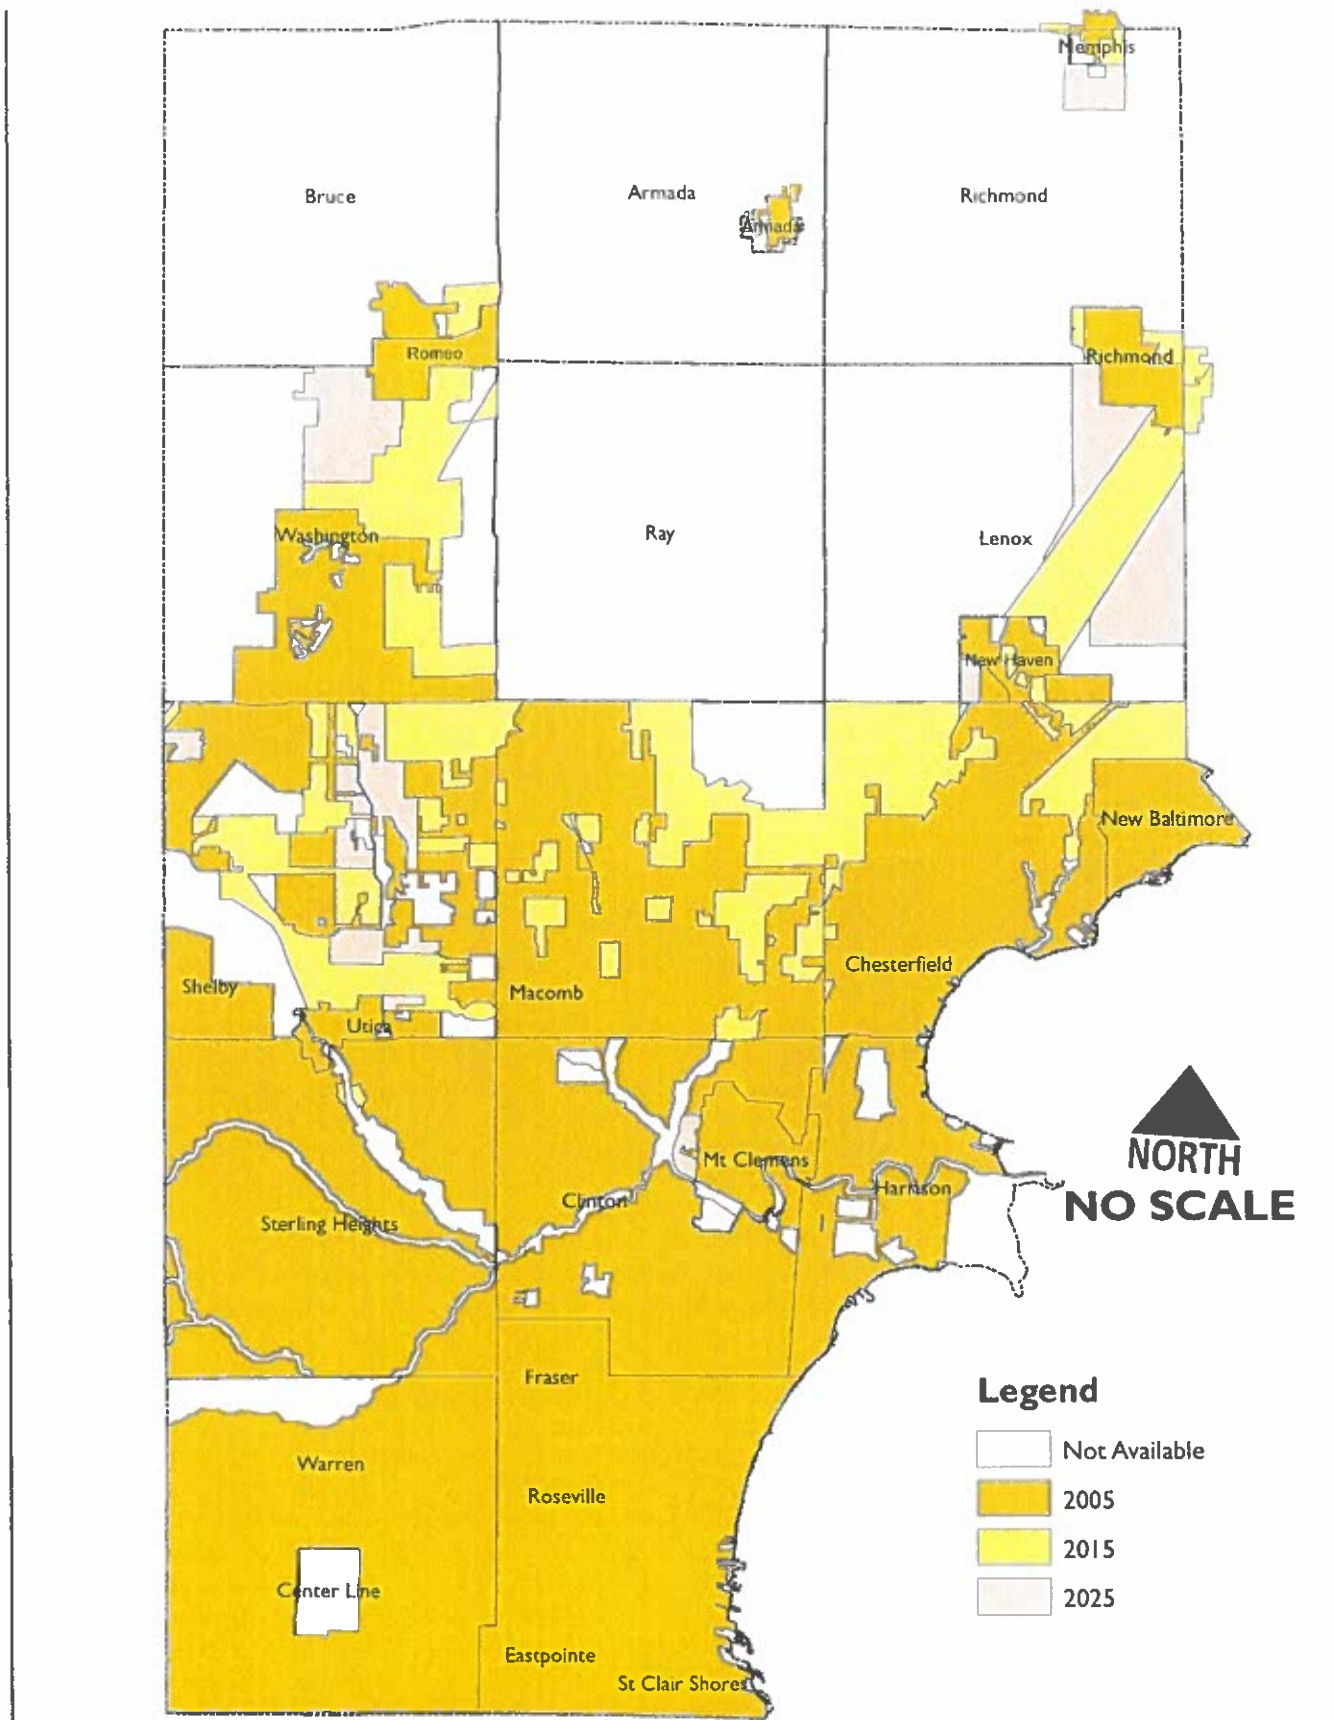 Memphis
Bruce
Armada
Richmond
Armada
Romeo
Richmond
Washington
Ray
Lenox
New Haven
New Baltimore
Chesterfield
Shelby
Macomb
Utica
NORTH
NO SCALE
Mt Clemens
Harrison
Clinton
Sterling Heights
Fraser
Legend
Not Available
Warren
Roseville
2005
2015
Center Line
2025
Eastpointe
St Clair Shores